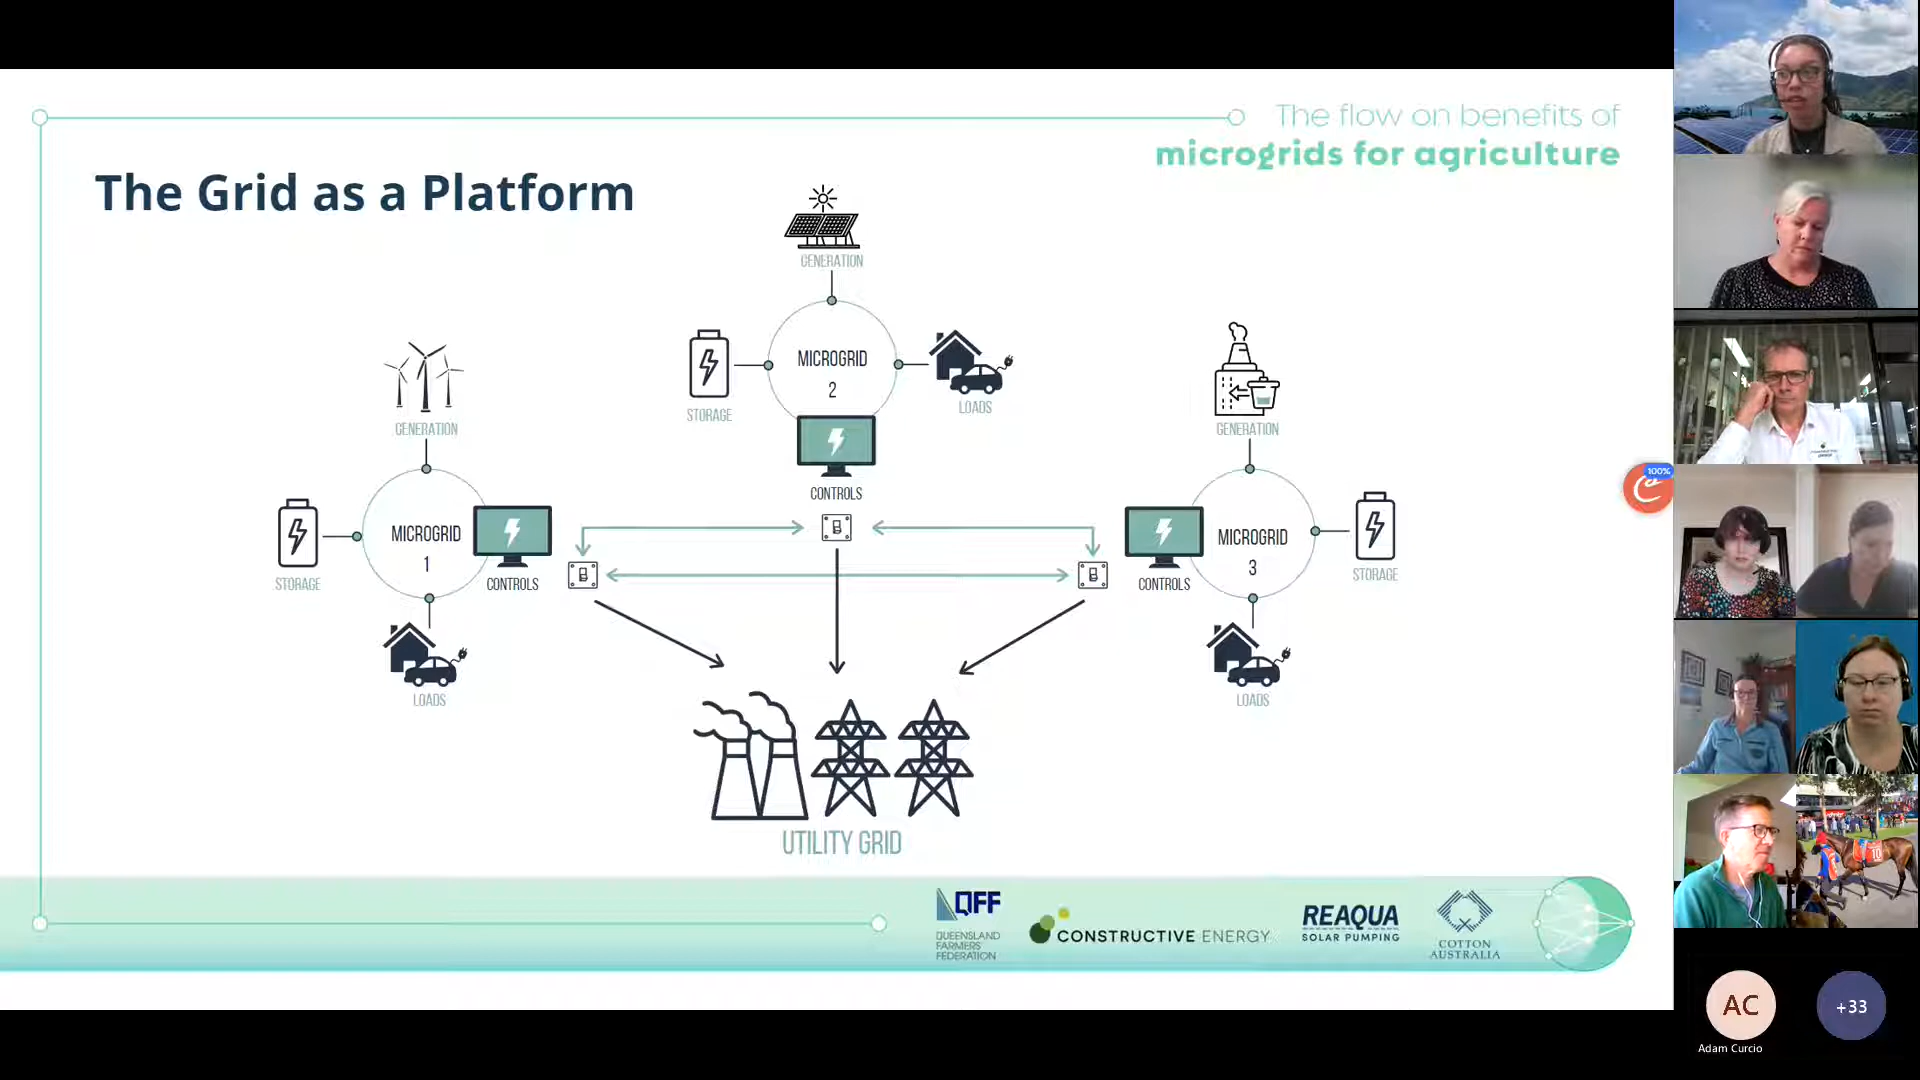 The flow on benefits of
microgrids for agriculture
The Grid as a Platform
GENERATION
MICROGRID
2
STORAGE
LOADS
CONTROLS
GENERATION
MICROGRID
1
STORAGE
CONTROLS
LOADS
GENERATION
MICROGRID
3
CONTROLS
STORAGE
LOADS
UTILITY GRID
QFF
QUEENSLAND
FARMERS'
FEDERATION
CONSTRUCTIVE ENERGY
REAQUA
SOLAR PUMPING
COTTON
AUSTRALIA
100%
10
AC
Adam Curcio
+33